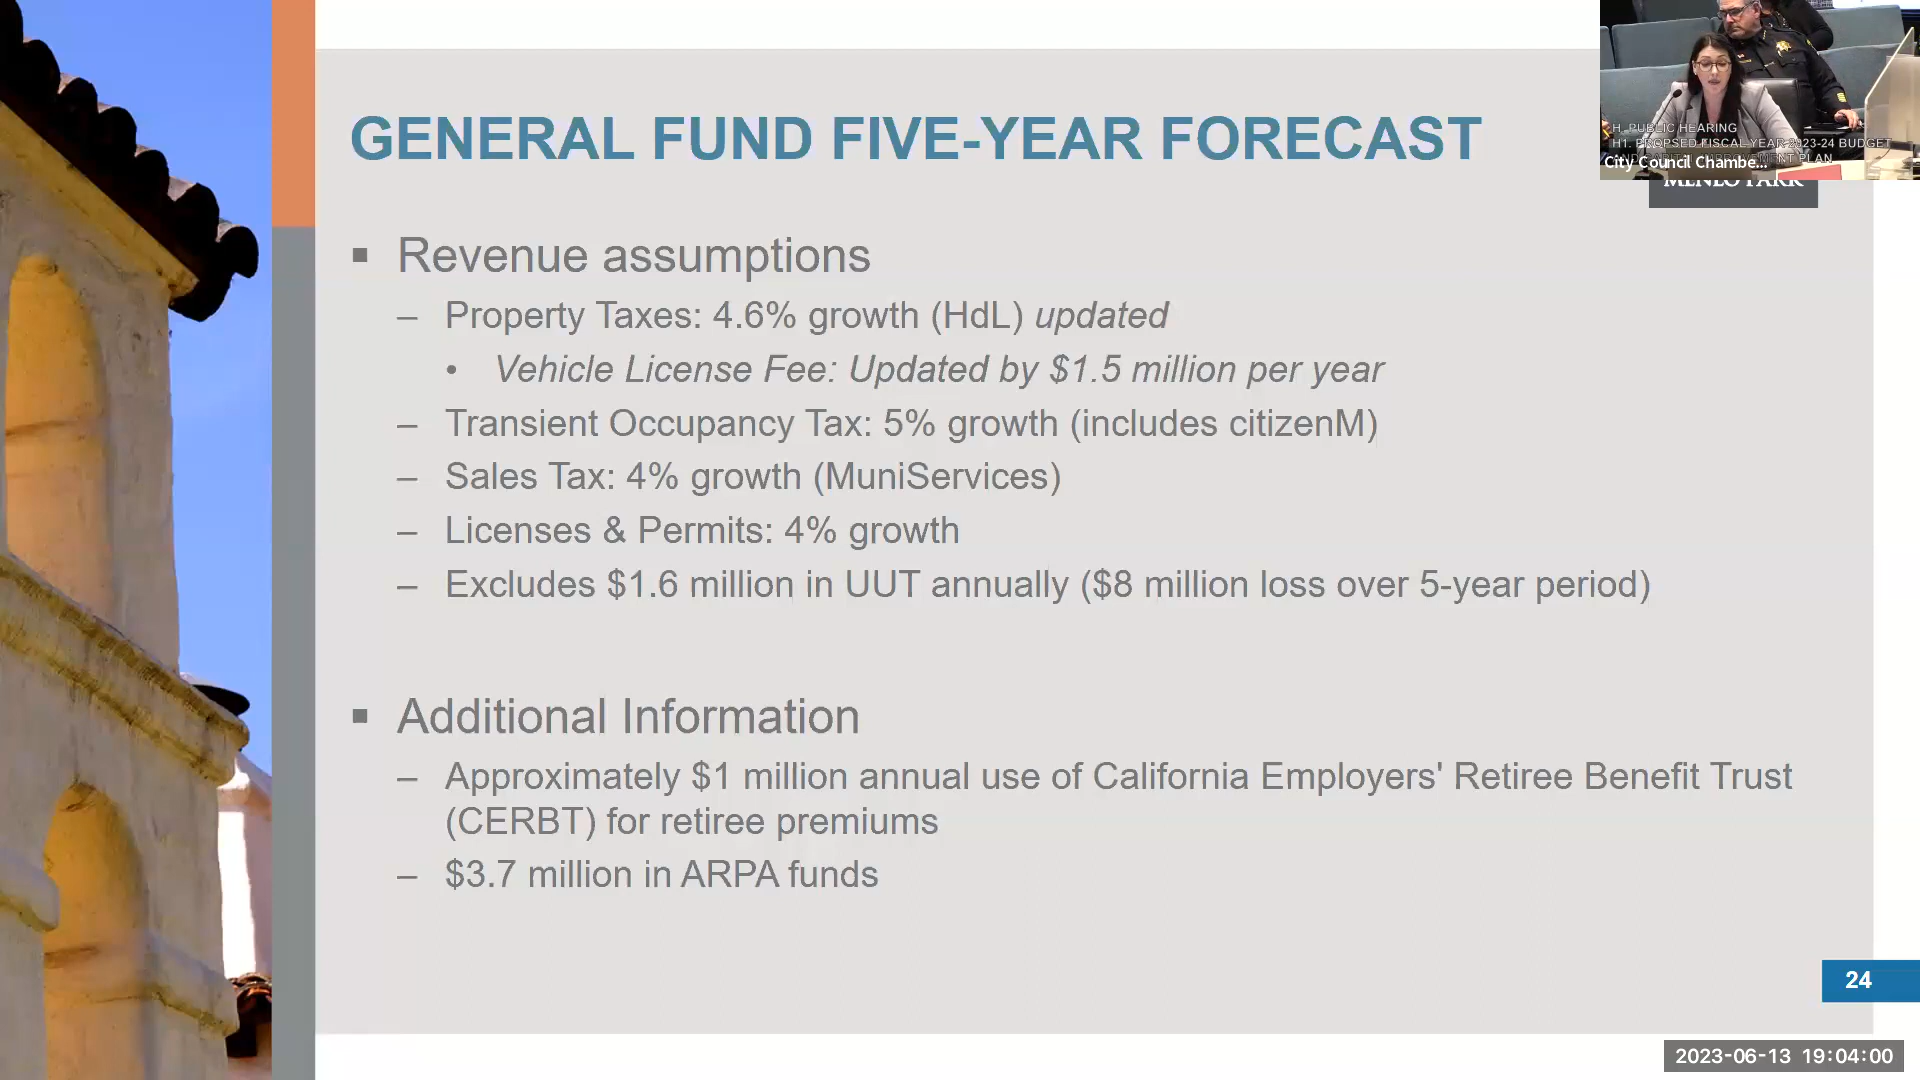 GENERAL FUND FIVE-YEAR FORECAST
▪ Revenue assumptions
– Property Taxes: 4.6% growth (HdL) updated
• Vehicle License Fee: Updated by $1.5 million per year
– Transient Occupancy Tax: 5% growth (includes citizenM)
– Sales Tax: 4% growth (MuniServices)
– Licenses & Permits: 4% growth
– Excludes $1.6 million in UUT annually ($8 million loss over 5-year period)
▪ Additional Information
– Approximately $1 million annual use of California Employers' Retiree Benefit Trust
(CERBT) for retiree premiums
– $3.7 million in ARPA funds
H. PUBLIC HEARING
H1. PROPSED FISCAL YEAR 2023-24 BUDGET
PLAN
City Council Chambe...
MENLO PARK
24
2023-06-13 19:04:00